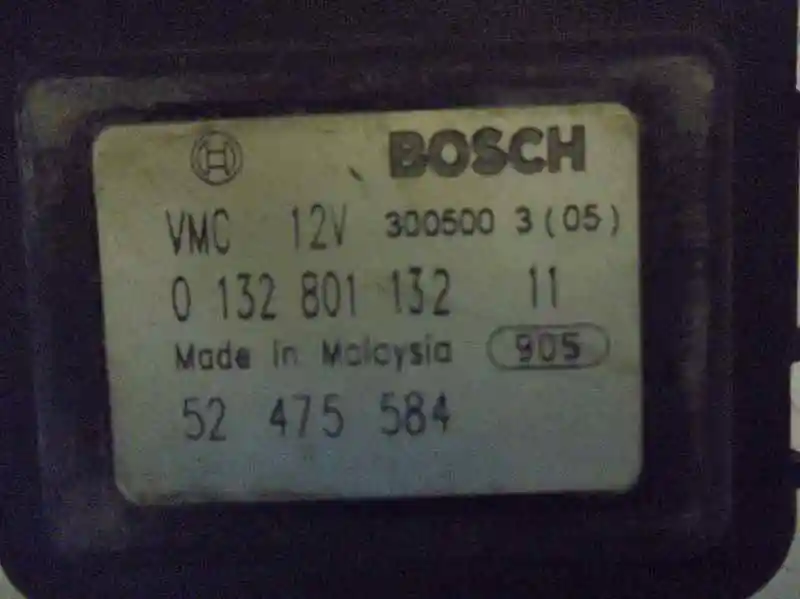 BOSCH
VMC 12V 300500 3(05)
0 132 801 132 11
Made in Malaysia 905
52 475 584